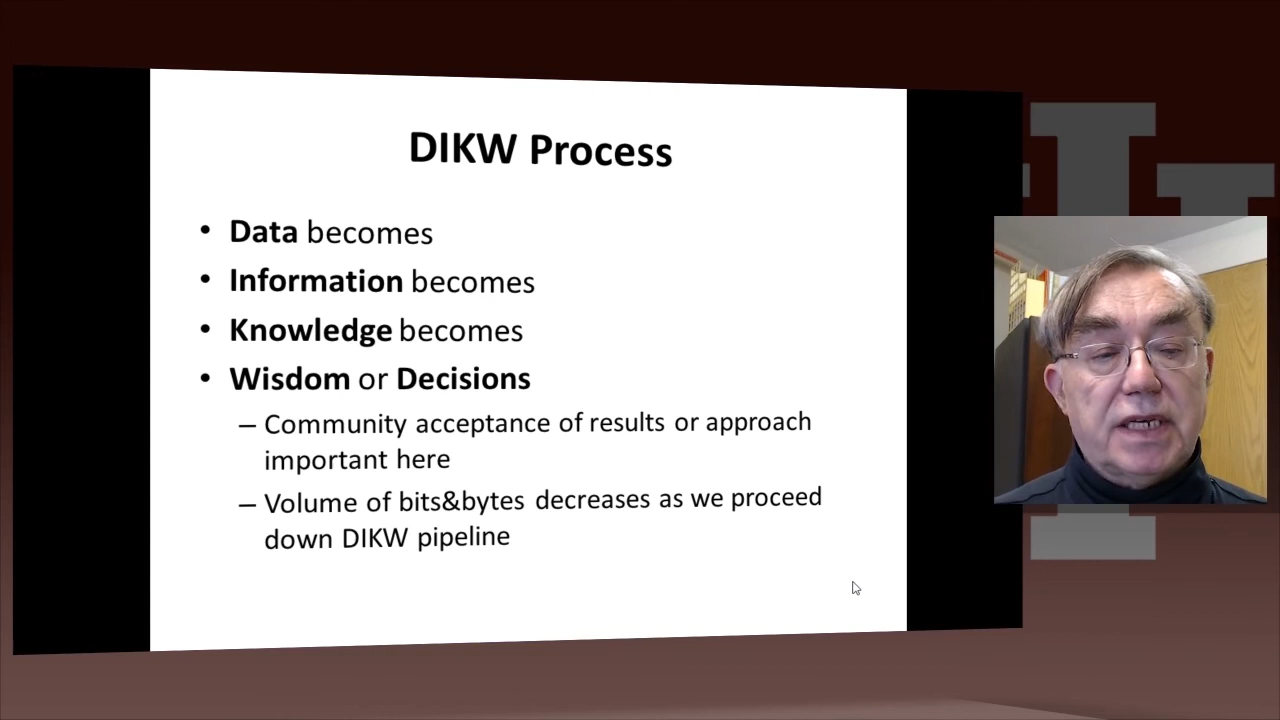 DIKW Process
• Data becomes
• Information becomes
• Knowledge becomes
• Wisdom or Decisions
– Community acceptance of results or approach
important here
– Volume of bits&bytes decreases as we proceed
down DIKW pipeline